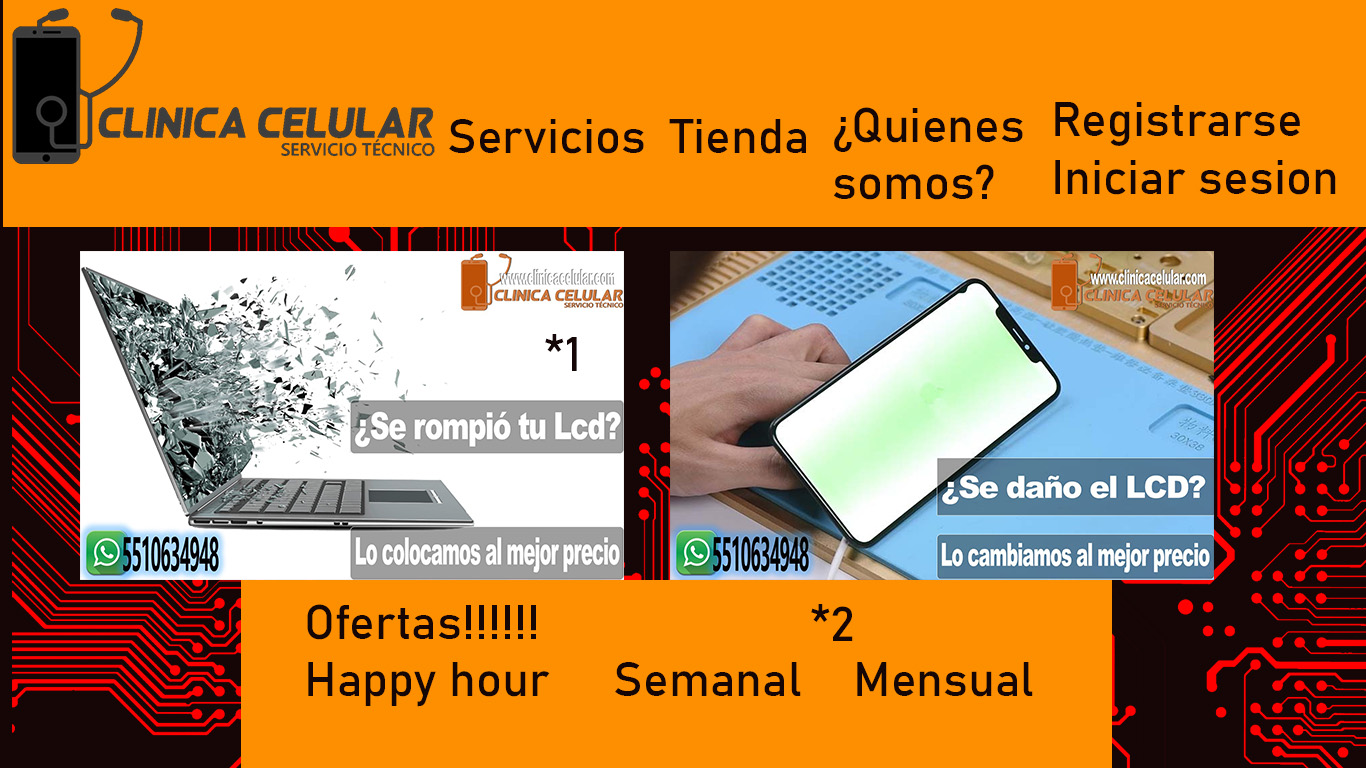 CLINICA CELULAR
SERVICIO TÉCNICO
Servicios
Tienda
¿Quienes
somos?
Registrarse
Iniciar sesion
www.clinicacelular.com
CLINICA CELULAR
SERVICIO TÉCNICO
*1
¿Se rompió tu Lcd?
5510634948
Lo colocamos al mejor precio
www.clinicacelular.com
CLINICA CELULAR
SERVICIO TÉCNICO
30X38
¿Se daño el LCD?
5510634948
Lo cambiamos al mejor precio
Ofertas!!!!!!
*2
Happy hour
Semanal
Mensual